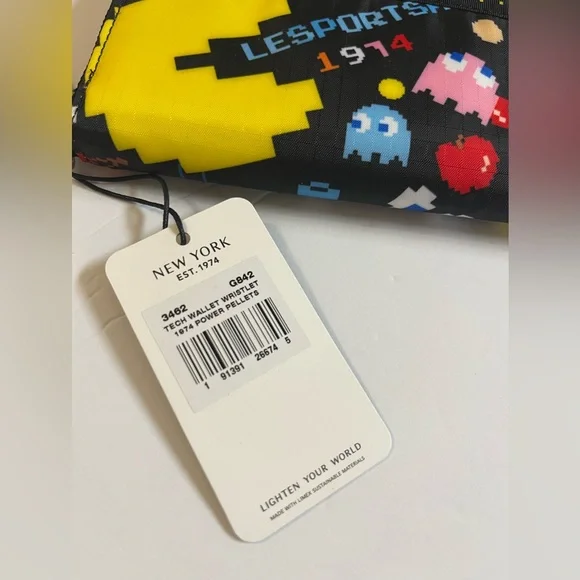 LESPORTSA
1974
NEW YORK
EST. 1974
3462 G842
TECH WALLET WRISTLET
1974 POWER PELLETS
1 91391 26674 5
LIGHTEN YOUR WORLD
MADE WITH LIMEX SUSTAINABLE MATERIALS